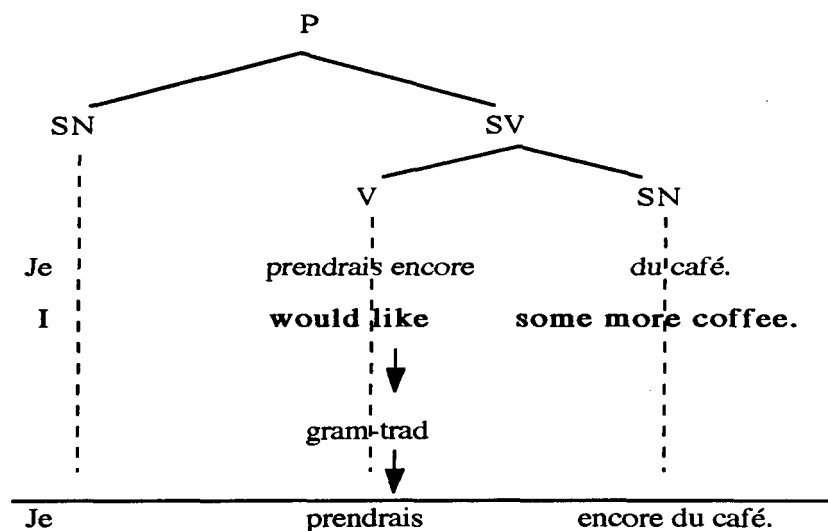 P
SN SV
V SN
Je prendrais encore du café.
I would like some more coffee.
gram-trad
Je prendrais encore du café.